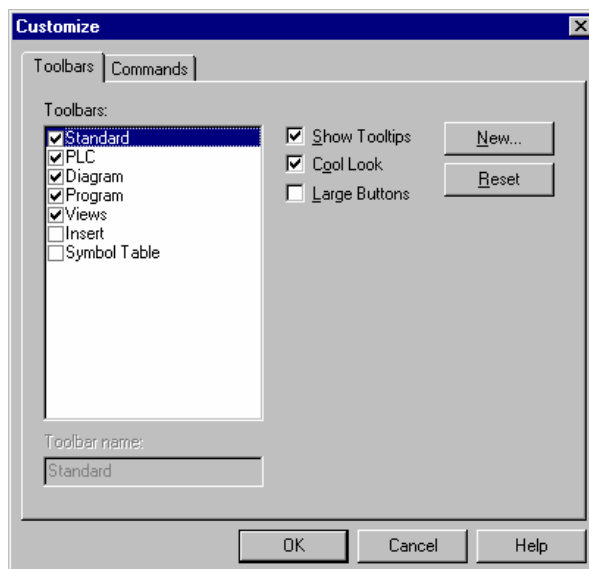 Customize
Toolbars Commands
Toolbars:
Standard
PLC
Diagram
Program
Views
Insert
Symbol Table
Show Tooltips
Cool Look
Large Buttons
New...
Reset
Toolbar name:
Standard
OK Cancel Help